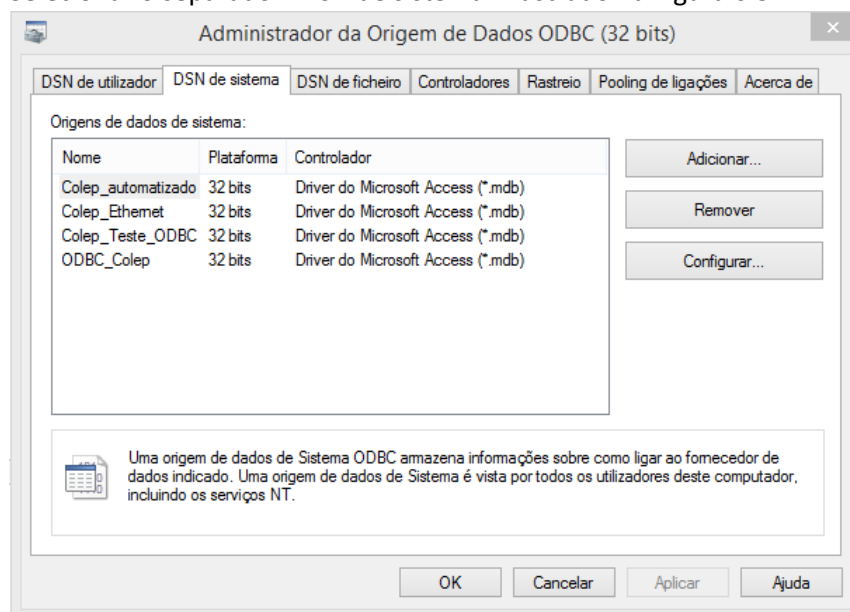 Administrador da Origem de Dados ODBC (32 bits)
DSN de utilizador DSN de sistema DSN de ficheiro Controladores Rastreio Pooling de ligações Acerca de
Origens de dados de sistema:
Nome Plataforma Controlador
Colep_automatizado 32 bits Driver do Microsoft Access (*.mdb)
Colep_Ethernet 32 bits Driver do Microsoft Access (*.mdb)
Colep_Teste_ODBC 32 bits Driver do Microsoft Access (*.mdb)
ODBC_Colep 32 bits Driver do Microsoft Access (*.mdb)
Adicionar...
Remover
Configurar...
Uma origem de dados de Sistema ODBC armazena informações sobre como ligar ao fornecedor de
dados indicado. Uma origem de dados de Sistema é vista por todos os utilizadores deste computador,
incluindo os serviços NT.
OK Cancelar Aplicar Ajuda